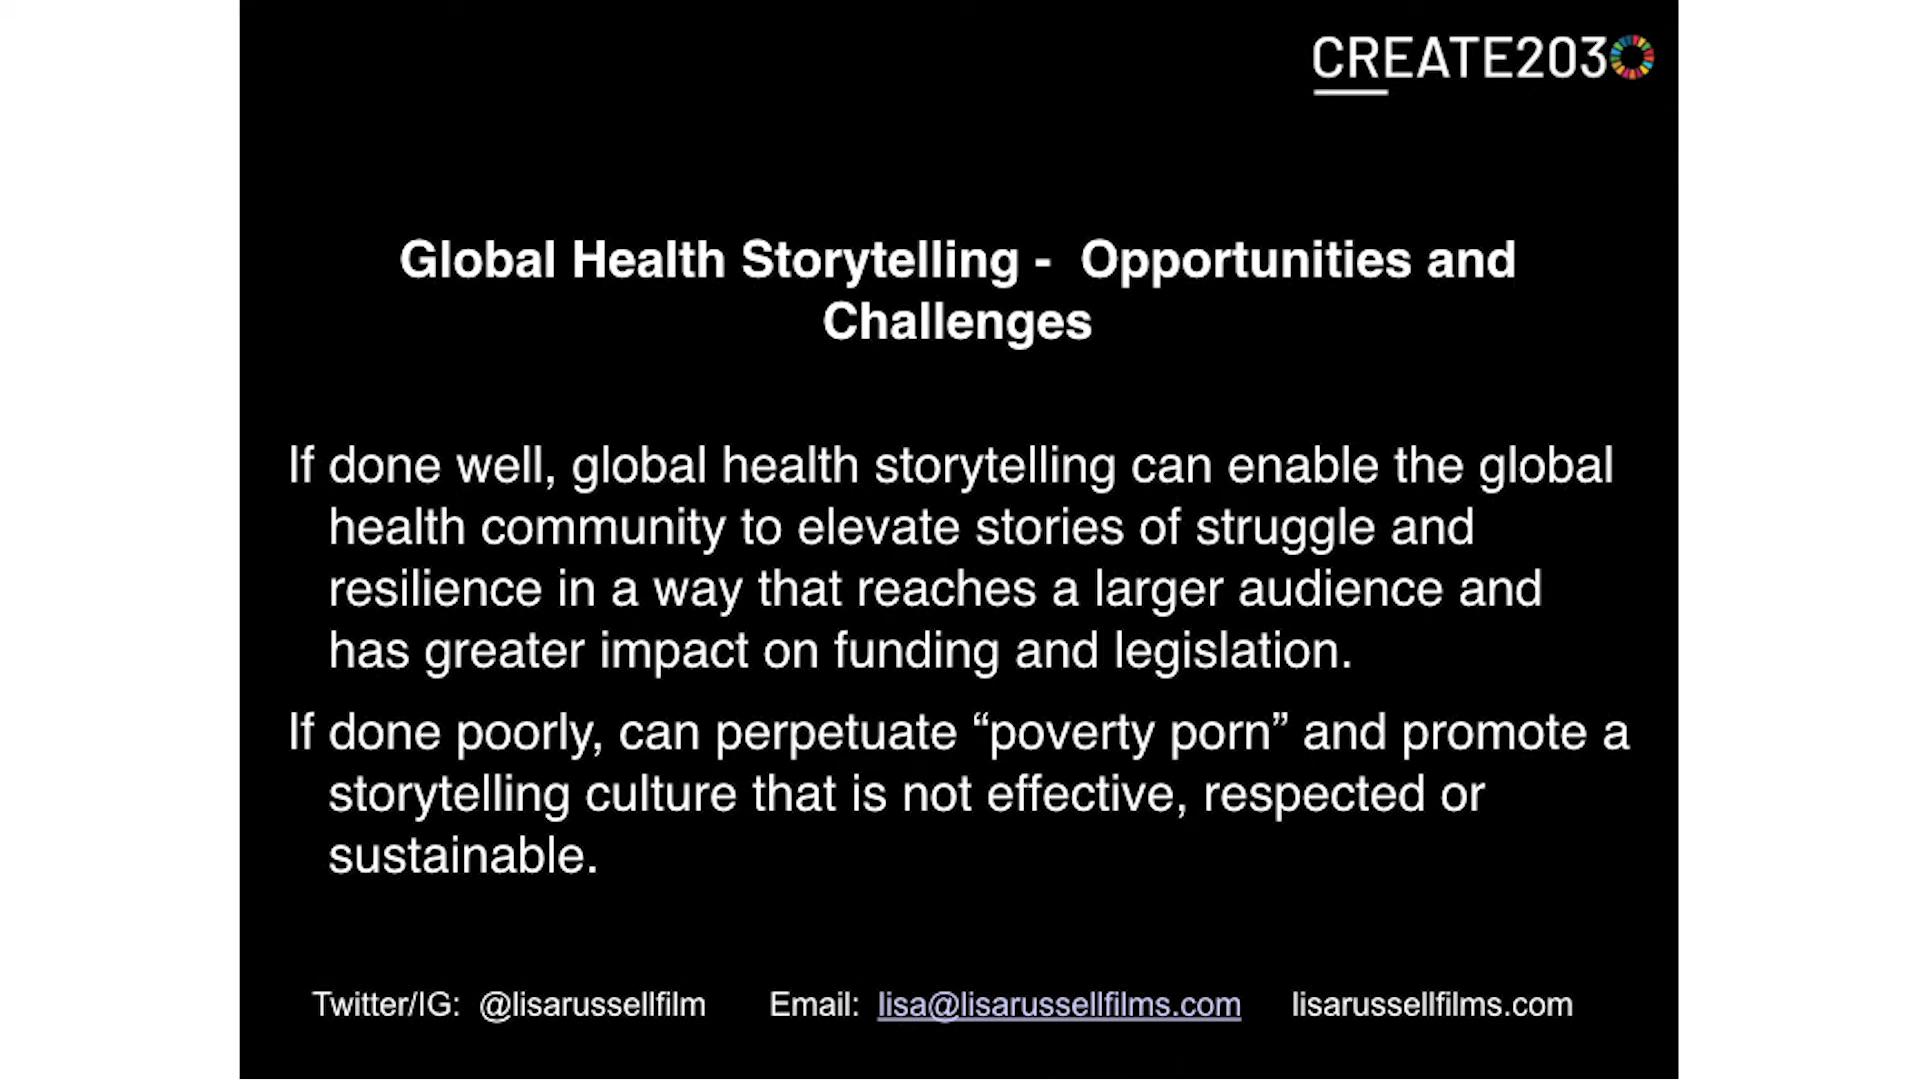 CREATE2030
Global Health Storytelling -  Opportunities and
Challenges
If done well, global health storytelling can enable the global
health community to elevate stories of struggle and
resilience in a way that reaches a larger audience and
has greater impact on funding and legislation.
If done poorly, can perpetuate “poverty porn” and promote a
storytelling culture that is not effective, respected or
sustainable.
Twitter/IG:  @lisarussellfilm Email:  lisa@lisarussellfilms.com lisarussellfilms.com